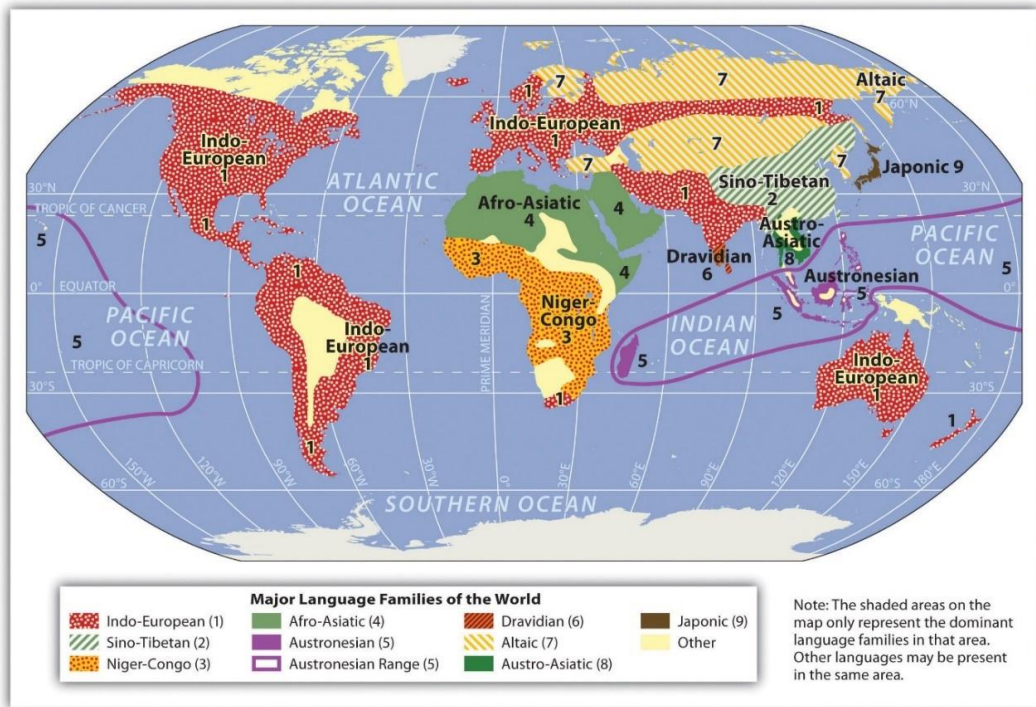 7
7
Altaic
7
60°N
1
1
Indo-
European
1
Indo-European
1
7
7
7
Japonic 9
30°N
ATLANTIC
OCEAN
30°N
TROPIC OF CANCER
5
1
Afro-Asiatic
4
4
1
Sino-Tibetan
2
Austro-
Asiatic
8
Dravidian
6
PACIFIC
OCEAN
5
3
4
Austronesian
5
5
0°
EQUATOR
0°
1
PACIFIC
OCEAN
5
Indo-
European
1
PRIME MERIDIAN
Niger-
Congo
3
INDIAN
OCEAN
5
TROPIC OF CAPRICORN
30°S
Indo-
European
1
30°S
1
1
1
60°S
150°W
120°W
90°W
60°W
30°W
0°
30°E
60°E
90°E
120°E
150°E
180°E
60°S
SOUTHERN OCEAN
Major Language Families of the World
Indo-European (1)
Sino-Tibetan (2)
Niger-Congo (3)
Afro-Asiatic (4)
Austronesian (5)
Austronesian Range (5)
Dravidian (6)
Altaic (7)
Austro-Asiatic (8)
Japonic (9)
Other
Note: The shaded areas on the
map only represent the dominant
language families in that area.
Other languages may be present
in the same area.